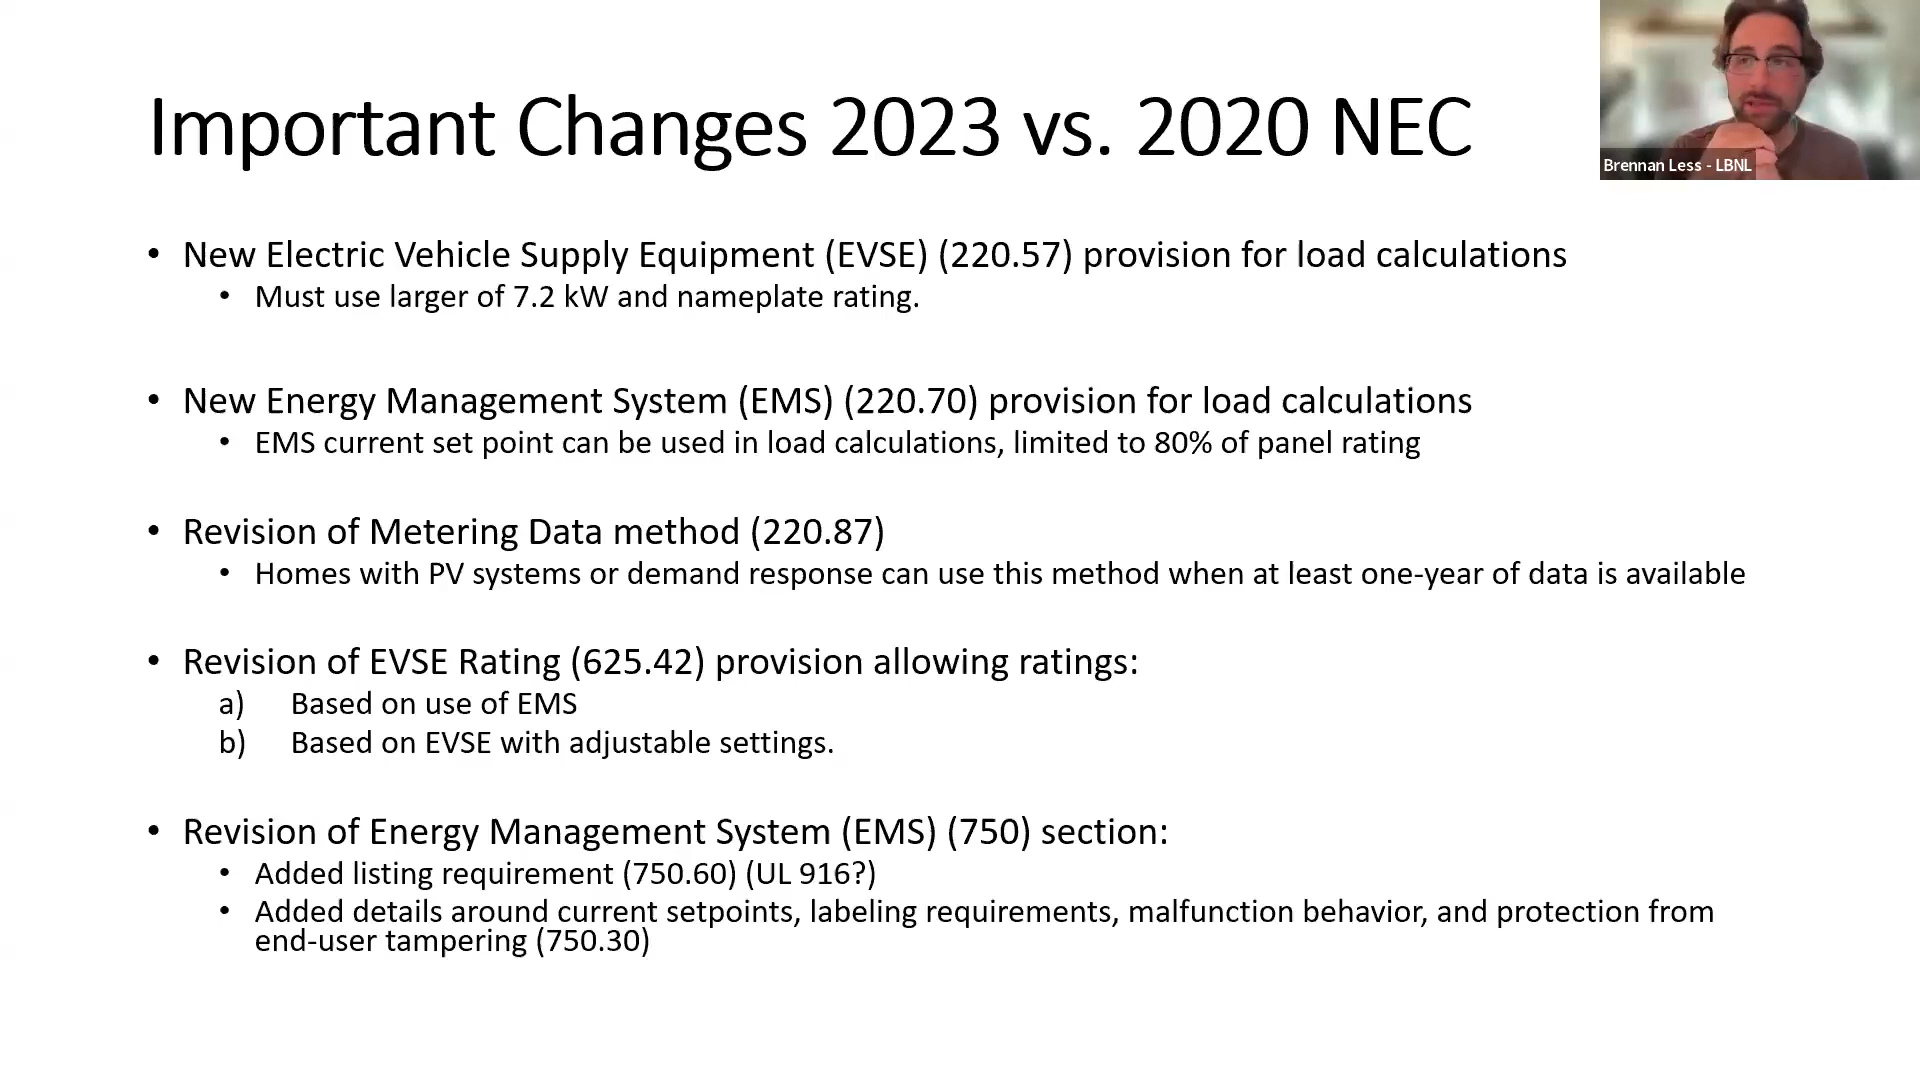 Important Changes 2023 vs. 2020 NEC
Brennan Less - LBNL
• New Electric Vehicle Supply Equipment (EVSE) (220.57) provision for load calculations
• Must use larger of 7.2 kW and nameplate rating.
• New Energy Management System (EMS) (220.70) provision for load calculations
• EMS current set point can be used in load calculations, limited to 80% of panel rating
• Revision of Metering Data method (220.87)
• Homes with PV systems or demand response can use this method when at least one-year of data is available
• Revision of EVSE Rating (625.42) provision allowing ratings:
a) Based on use of EMS
b) Based on EVSE with adjustable settings.
• Revision of Energy Management System (EMS) (750) section:
• Added listing requirement (750.60) (UL 916?)
• Added details around current setpoints, labeling requirements, malfunction behavior, and protection from
end-user tampering (750.30)